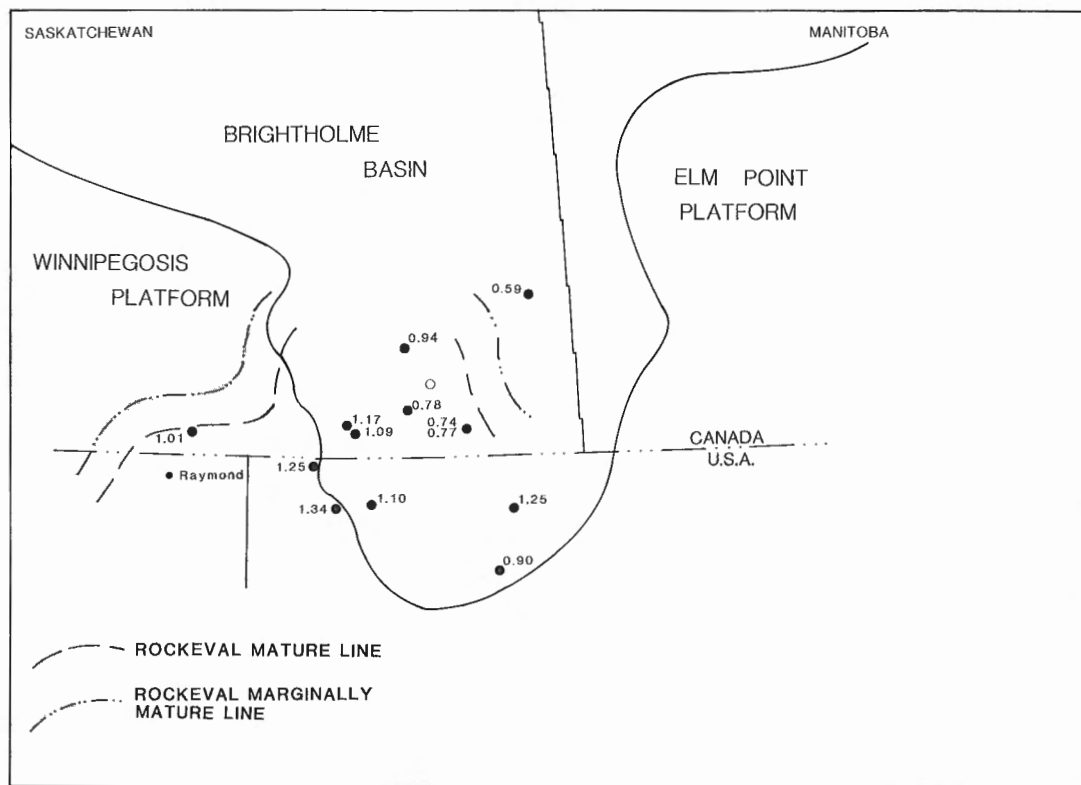 SASKATCHEWAN
MANITOBA
BRIGHTHOLME
BASIN
ELM POINT
PLATFORM
WINNIPEGOSIS
PLATFORM
0.59
0.94
0.78
1.17
1.09
0.74
0.77
1.01
CANADA
U.S.A.
1.25
Raymond
1.34
1.10
1.25
0.90
ROCKEVAL MATURE LINE
ROCKEVAL MARGINALLY
MATURE LINE